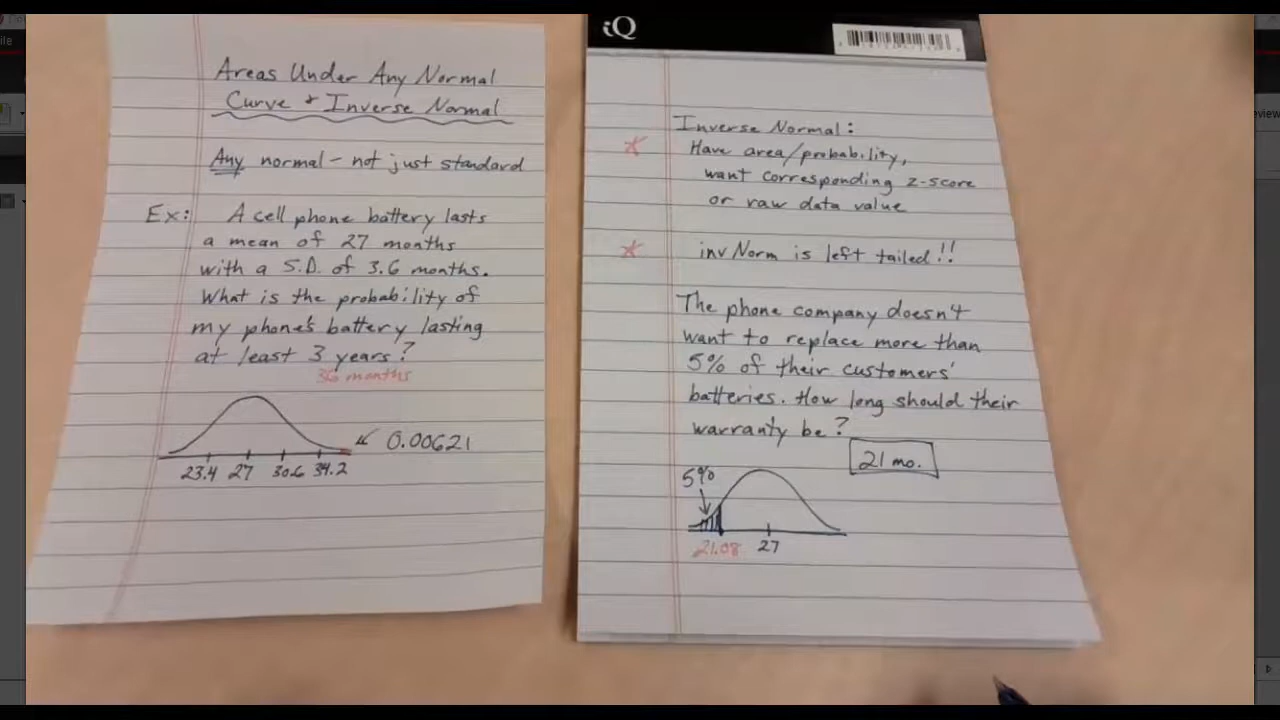 Areas Under Any Normal
Curve & Inverse Normal
Any normal - not just standard
Ex: A cell phone battery lasts
a mean of 27 months
with a S.D. of 3.6 months.
What is the probability of
my phone's battery lasting
at least 3 years?
36 months
0.00621
23.4 27 30.6 34.2
iQ
Inverse Normal:
* Have area/probability,
want corresponding z-score
or raw data value
* invNorm is left tailed!!
The phone company doesn't
want to replace more than
5% of their customers'
batteries. How long should their
warranty be?
21 mo.
5%
21.08 27